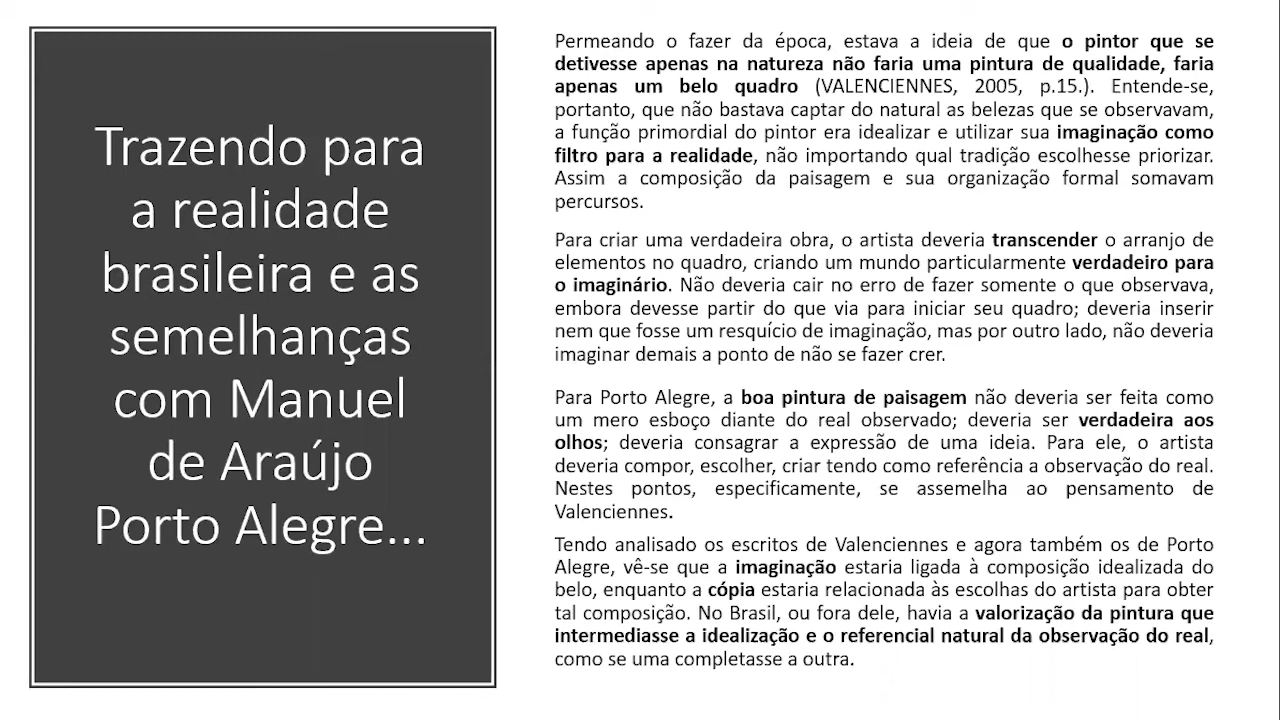 Trazendo para
a realidade
brasileira e as
semelhanças
com Manuel
de Araújo
Porto Alegre...
Permeando o fazer da época, estava a ideia de que o pintor que se
detivesse apenas na natureza não faria uma pintura de qualidade, faria
apenas um belo quadro (VALENCIENNES, 2005, p.15.). Entende-se,
portanto, que não bastava captar do natural as belezas que se observavam,
a função primordial do pintor era idealizar e utilizar sua imaginação como
filtro para a realidade, não importando qual tradição escolhesse priorizar.
Assim a composição da paisagem e sua organização formal somavam
percursos.
Para criar uma verdadeira obra, o artista deveria transcender o arranjo de
elementos no quadro, criando um mundo particularmente verdadeiro para
o imaginário. Não deveria cair no erro de fazer somente o que observava,
embora devesse partir do que via para iniciar seu quadro; deveria inserir
nem que fosse um resquício de imaginação, mas por outro lado, não deveria
imaginar demais a ponto de não se fazer crer.
Para Porto Alegre, a boa pintura de paisagem não deveria ser feita como
um mero esboço diante do real observado; deveria ser verdadeira aos
olhos; deveria consagrar a expressão de uma ideia. Para ele, o artista
deveria compor, escolher, criar tendo como referência a observação do real.
Nestes pontos, especificamente, se assemelha ao pensamento de
Valenciennes.
Tendo analisado os escritos de Valenciennes e agora também os de Porto
Alegre, vê-se que a imaginação estaria ligada à composição idealizada do
belo, enquanto a cópia estaria relacionada às escolhas do artista para obter
tal composição. No Brasil, ou fora dele, havia a valorização da pintura que
intermediasse a idealização e o referencial natural da observação do real,
como se uma completasse a outra.